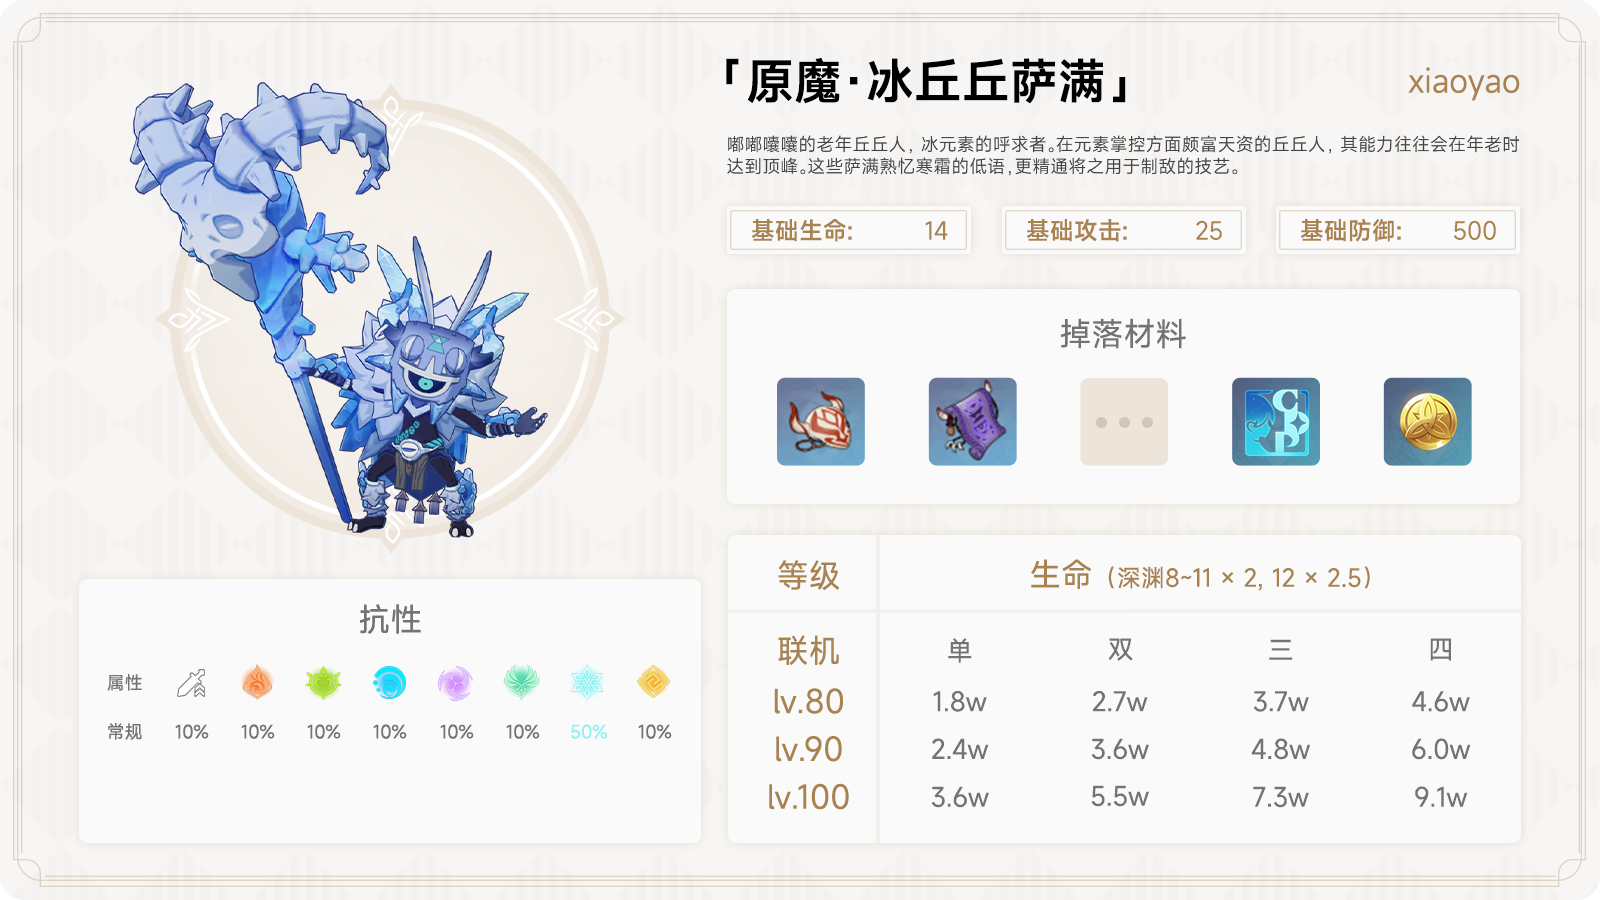 「原魔·冰丘丘萨满」
xiaoyao
嘟嘟囔囔的老年丘丘人，冰元素的呼求者。在元素掌控方面颇富天资的丘丘人，其能力往往会在年老时
达到顶峰。这些萨满熟忆寒霜的低语,更精通将之用于制敌的技艺。
基础生命: 14
基础攻击: 25
基础防御: 500
掉落材料
抗性
属性
常规 10% 10% 10% 10% 10% 10% 50% 10%
等级 生命（深渊8~11 × 2, 12 × 2.5）
联机 单 双 三 四
lv.80 1.8w 2.7w 3.7w 4.6w
lv.90 2.4w 3.6w 4.8w 6.0w
lv.100 3.6w 5.5w 7.3w 9.1w